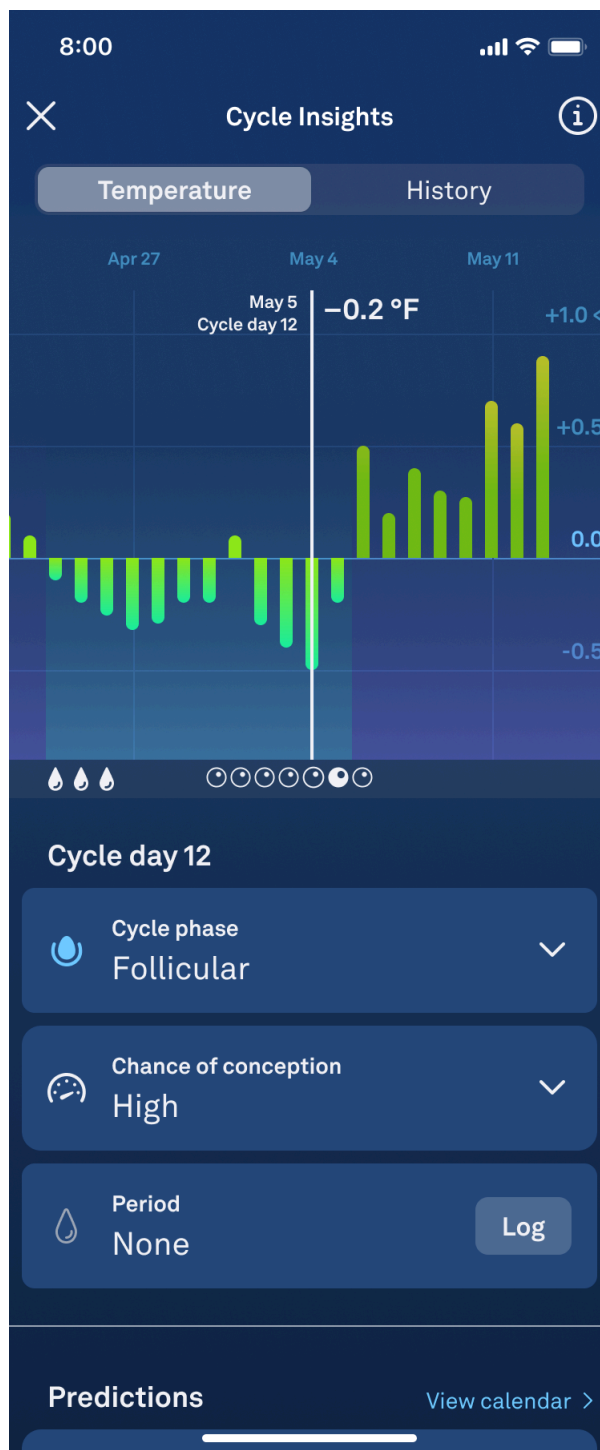 8:00
Cycle Insights
Temperature
History
Apr 27
May 4
May 11
May 5
Cycle day 12
−0.2 °F
+1.0 <
+0.5
0.0
-0.5
Cycle day 12
Cycle phase
Follicular
Chance of conception
High
Period
None
Log
Predictions
View calendar >